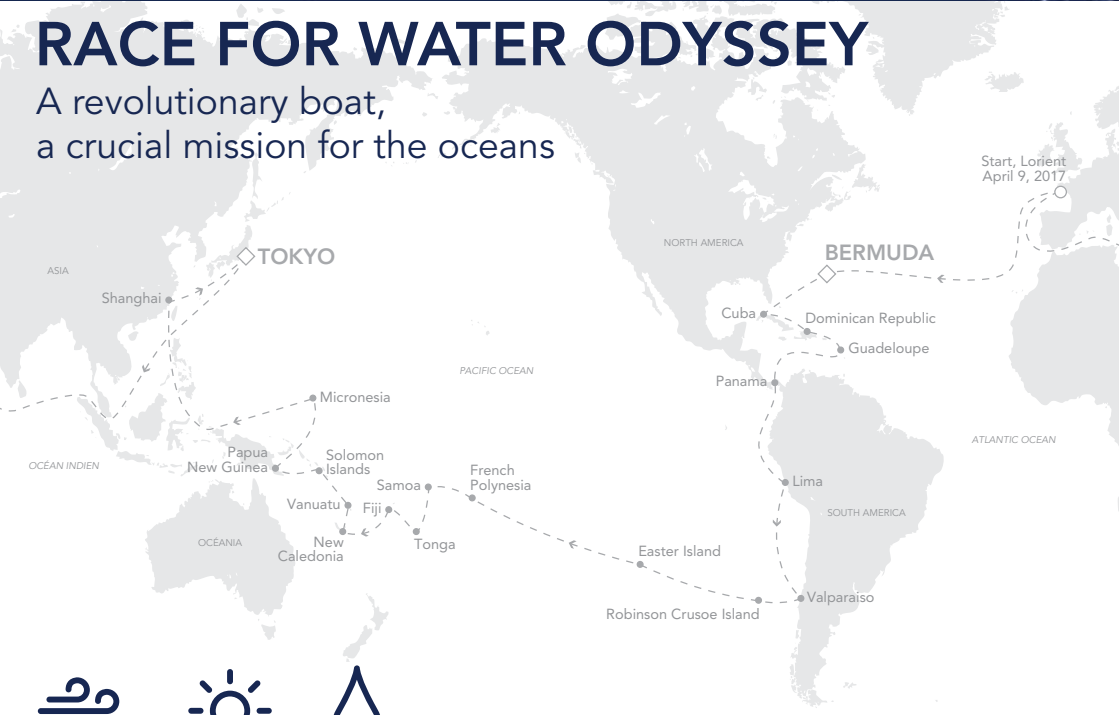 RACE FOR WATER ODYSSEY
A revolutionary boat,
a crucial mission for the oceans
Start, Lorient
April 9, 2017
NORTH AMERICA
BERMUDA
TOKYO
ASIA
Shanghai
Cuba
Dominican Republic
Guadeloupe
PACIFIC OCEAN
Panama
Micronesia
ATLANTIC OCEAN
Papua
New Guinea
OCÉAN INDIEN
Solomon
Islands
French
Polynesia
Samoa
Lima
Vanuatu
Fiji
SOUTH AMERICA
OCÉANIA
New
Caledonia
Tonga
Easter Island
Valparaiso
Robinson Crusoe Island